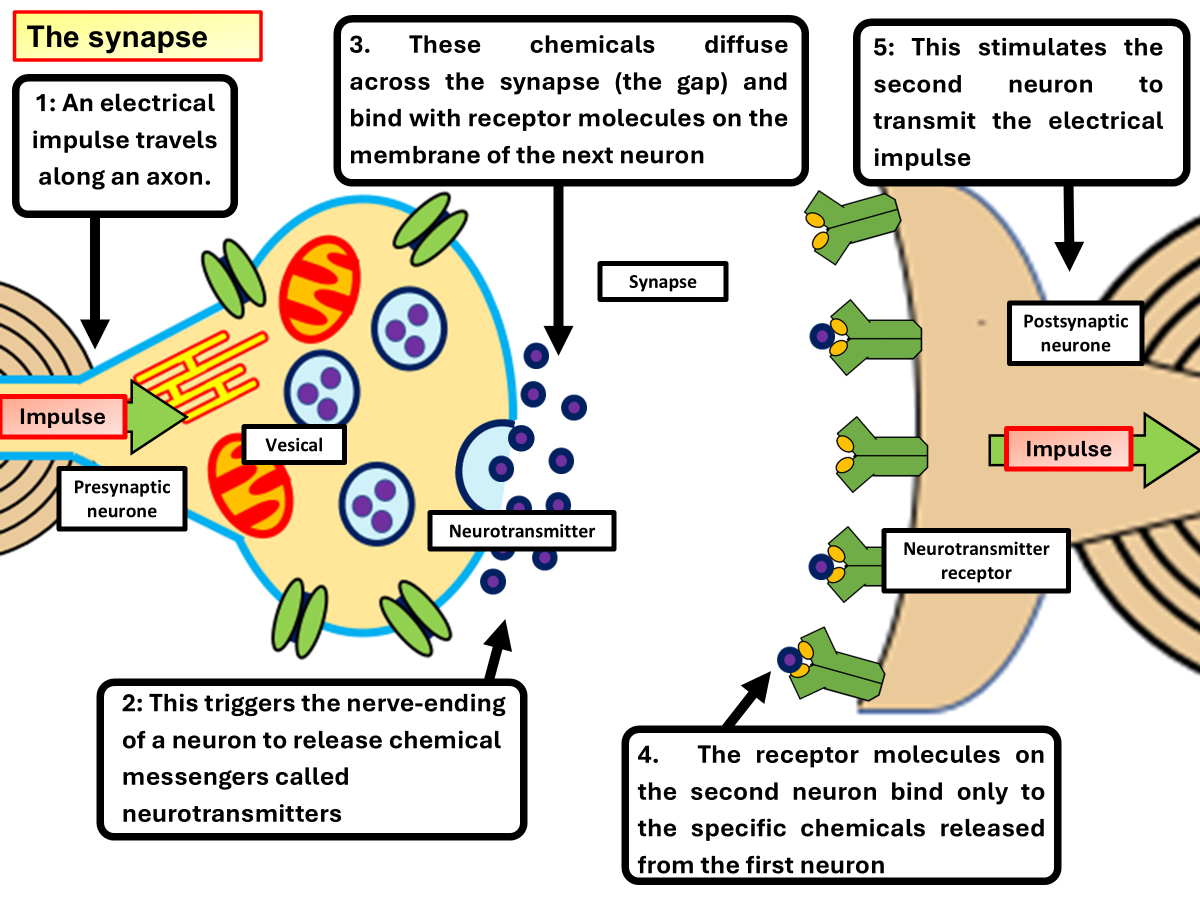 The synapse
1: An electrical
impulse travels
along an axon.
3. These chemicals diffuse
across the synapse (the gap) and
bind with receptor molecules on the
membrane of the next neuron
5: This stimulates the
second neuron to
transmit the electrical
impulse
Synapse
Postsynaptic
neurone
Impulse
Vesical
Impulse
Presynaptic
neurone
Neurotransmitter
Neurotransmitter
receptor
2: This triggers the nerve-ending
of a neuron to release chemical
messengers called
neurotransmitters
4. The receptor molecules on
the second neuron bind only to
the specific chemicals released
from the first neuron